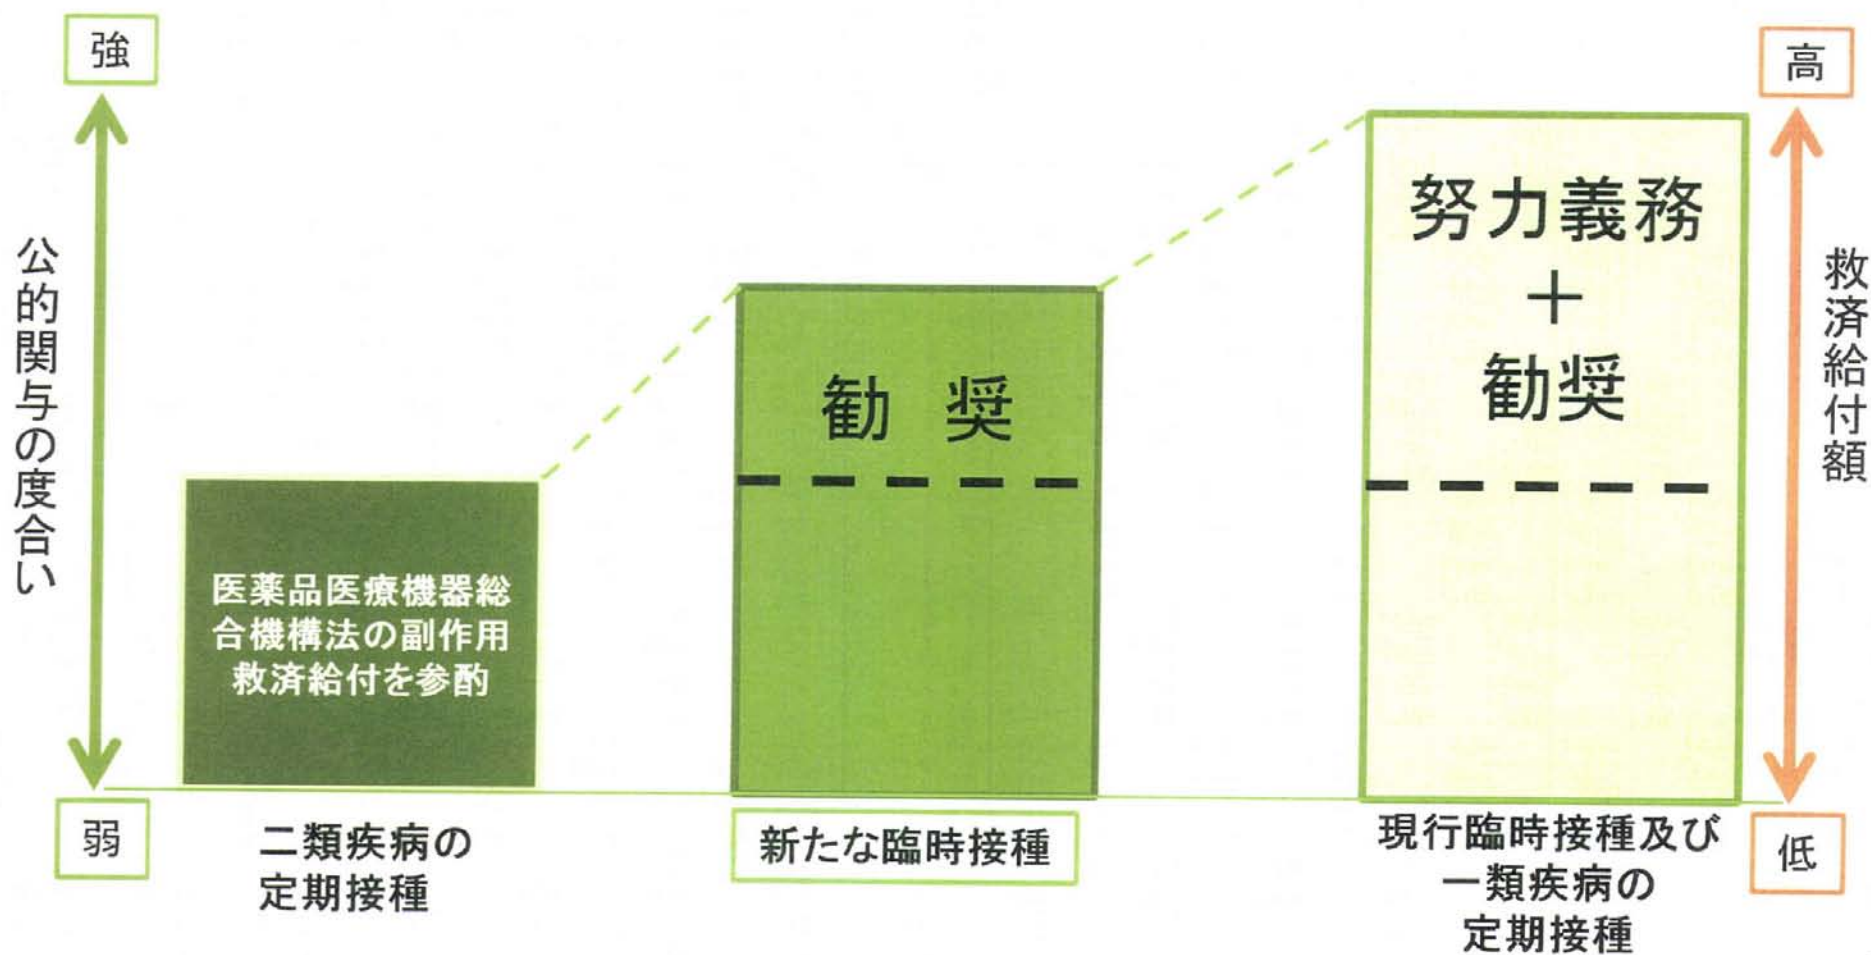 強
公的関与の度合い
弱
医薬品医療機器総
合機構法の副作用
救済給付を参酌
二類疾病の
定期接種
勧 奨
新たな臨時接種
努力義務
+
勧奨
現行臨時接種及び
一類疾病の
定期接種
高
救済給付額
低